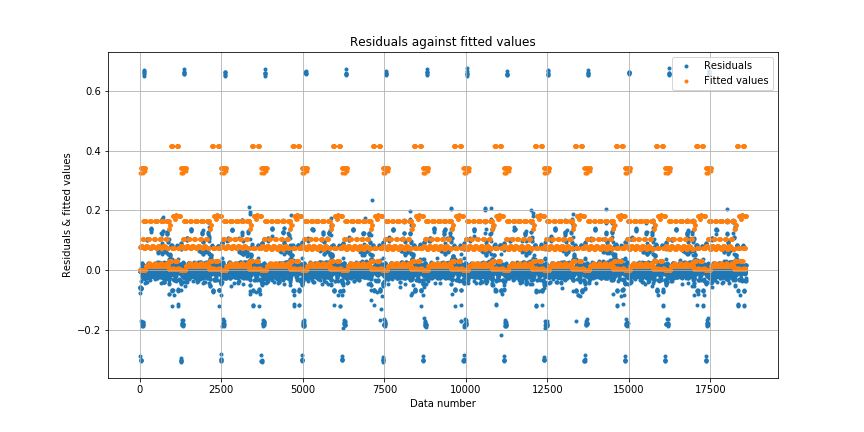 Residuals against fitted values
Residuals
Fitted values
Residuals & fitted values
0.6
0.4
0.2
0.0
−0.2
0
2500
5000
7500
10000
12500
15000
17500
Data number